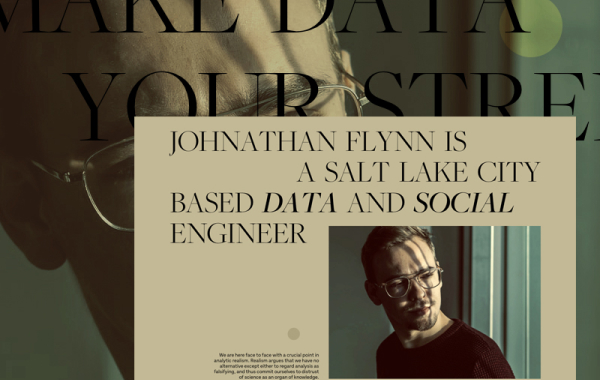 MAKE DATA
YOUR STRE
JOHNATHAN FLYNN IS
A SALT LAKE CITY
BASED DATA AND SOCIAL
ENGINEER
We are here face to face with a crucial point in
analytic realism. Realism argues that we have no
alternative except either to regard analysis as
falsifying, and thus commit ourselves to distrust
of science as an organ of knowledge.